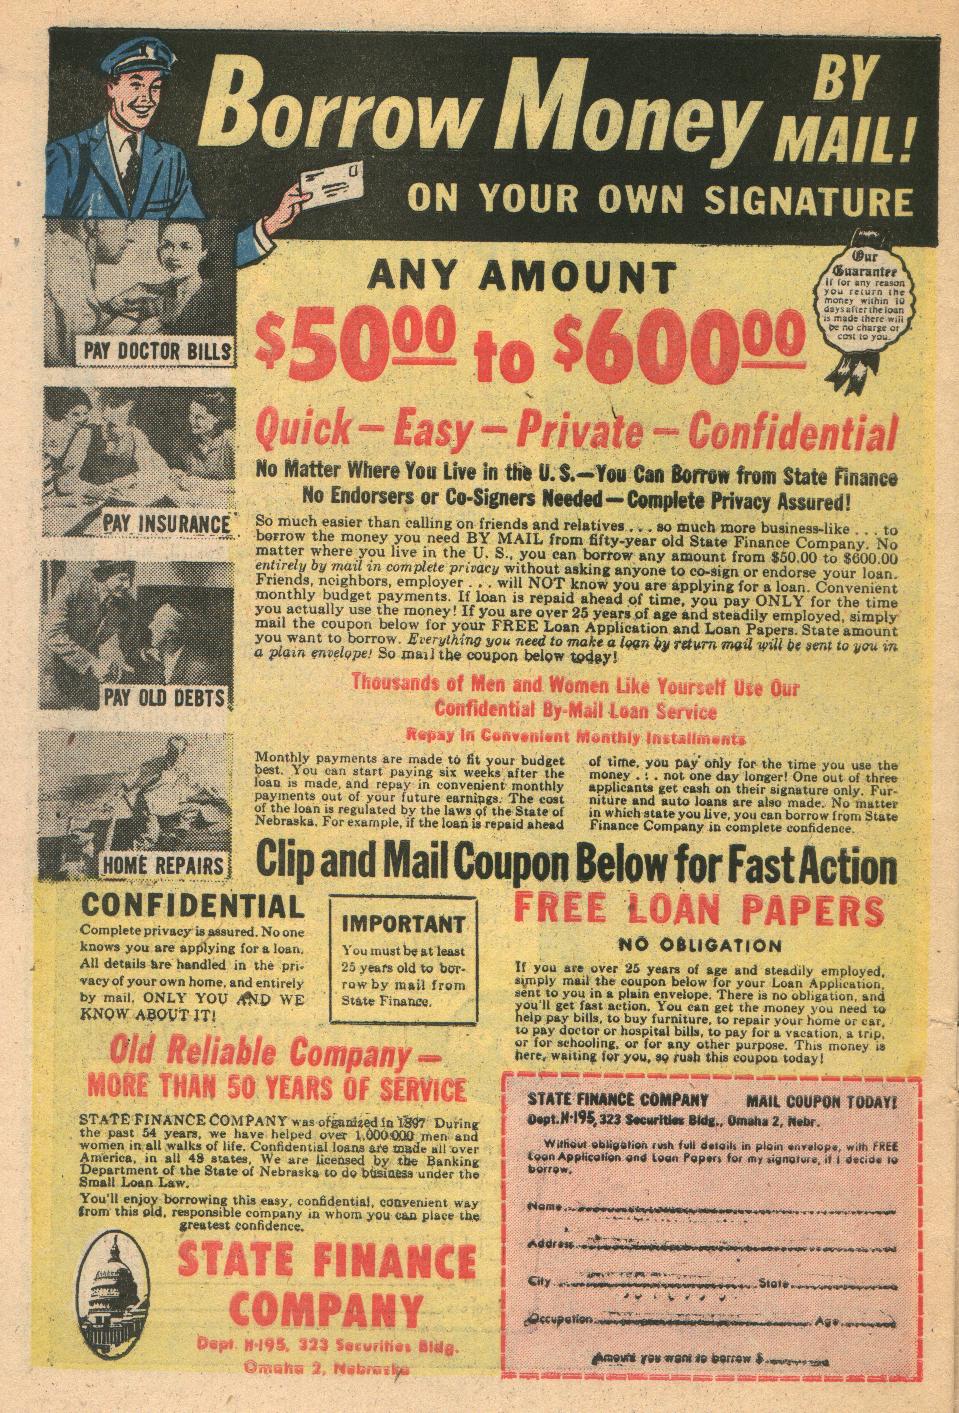 Borrow Money BY
MAIL!
ON YOUR OWN SIGNATURE
Our
Guarantee
If for any reason
you return the
money within 10
days after the loan
is made there will
be no charge or
cost to you.
ANY AMOUNT
$50.00 to $600.00
Quick — Easy — Private — Confidential
No Matter Where You Live in the U. S.—You Can Borrow from State Finance
No Endorsers or Co-Signers Needed—Complete Privacy Assured!
So much easier than calling on friends and relatives . . . so much more business-like . . . to
borrow the money you need BY MAIL from fifty-year old State Finance Company. No
matter where you live in the U. S., you can borrow any amount from $50.00 to $600.00
entirely by mail in complete privacy without asking anyone to co-sign or endorse your loan.
Friends, neighbors, employer . . . will NOT know you are applying for a loan. Convenient
monthly budget payments. If loan is repaid ahead of time, you pay ONLY for the time
you actually use the money! If you are over 25 years of age and steadily employed, simply
mail the coupon below for your FREE Loan Application and Loan Papers. State amount
you want to borrow. Everything you need to make a loan by return mail will be sent to you in
a plain envelope! So mail the coupon below today!
PAY DOCTOR BILLS
PAY INSURANCE
PAY OLD DEBTS
HOME REPAIRS
Thousands of Men and Women Like Yourself Use Our
Confidential By-Mail Loan Service
Repay In Convenient Monthly Installments
Monthly payments are made to fit your budget
best. You can start paying six weeks after the
loan is made, and repay in convenient monthly
payments out of your future earnings. The cost
of the loan is regulated by the laws of the State of
Nebraska. For example, if the loan is repaid ahead
of time, you pay only for the time you use the
money . . . not one day longer! One out of three
applicants get cash on their signature only. Fur-
niture and auto loans are also made. No matter
in which state you live, you can borrow from State
Finance Company in complete confidence.
Clip and Mail Coupon Below for Fast Action
CONFIDENTIAL
Complete privacy is assured. No one
knows you are applying for a loan.
All details are handled in the pri-
vacy of your own home, and entirely
by mail. ONLY YOU AND WE
KNOW ABOUT IT!
IMPORTANT
You must be at least
25 years old to bor-
row by mail from
State Finance.
FREE LOAN PAPERS
NO OBLIGATION
If you are over 25 years of age and steadily employed,
simply mail the coupon below for your Loan Application,
sent to you in a plain envelope. There is no obligation, and
you'll get fast action. You can get the money you need to
help pay bills, to buy furniture, to repair your home or car,
to pay doctor or hospital bills, to pay for a vacation, a trip,
or for schooling, or for any other purpose. This money is
here, waiting for you, so rush this coupon today!
Old Reliable Company—
MORE THAN 50 YEARS OF SERVICE
STATE FINANCE COMPANY was organized in 1897 During
the past 54 years, we have helped over 1,000,000 men and
women in all walks of life. Confidential loans are made all over
America, in all 48 states, We are licensed by the Banking
Department of the State of Nebraska to do business under the
Small Loan Law.
You'll enjoy borrowing this easy, confidential, convenient way
from this old, responsible company in whom you can place the
greatest confidence.
STATE FINANCE
COMPANY
Dept. H-195, 323 Securities Bldg.
Omaha 2, Nebraska
STATE FINANCE COMPANY MAIL COUPON TODAY!
Dept. H-195, 323 Securities Bldg., Omaha 2, Nebr.
Without obligation rush full details in plain envelope, with FREE
Loan Application and Loan Papers for my signature, if I decide to
borrow.
Name
Address
City State
Occupation Age
Amount you want to borrow $